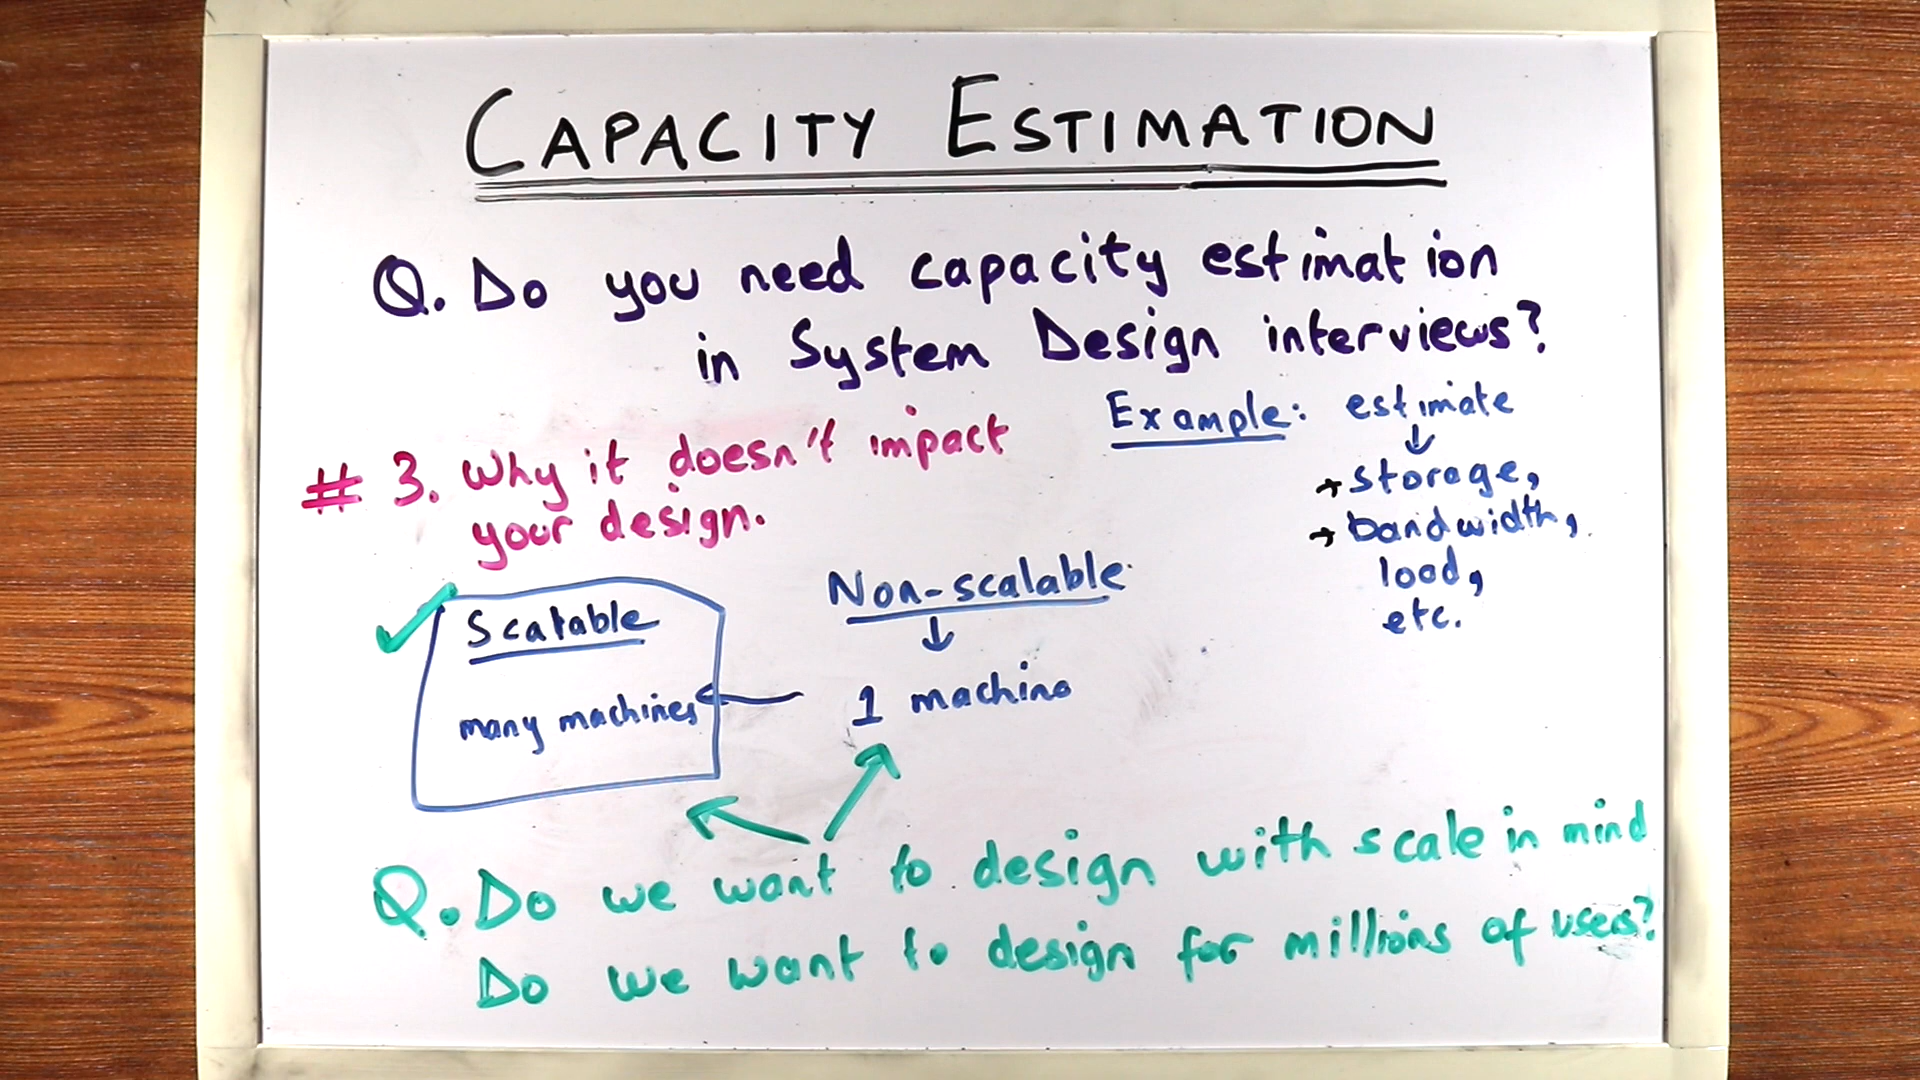 CAPACITY ESTIMATION
Q. Do you need capacity estimation
in System Design interviews?
Example: estimate
storage,
bandwidth,
load,
etc.
# 3. Why it doesn't impact
your design.
Scalable
many machines
Non-scalable
1 machine
Q. Do we want to design with scale in mind
Do we want to design for millions of users?